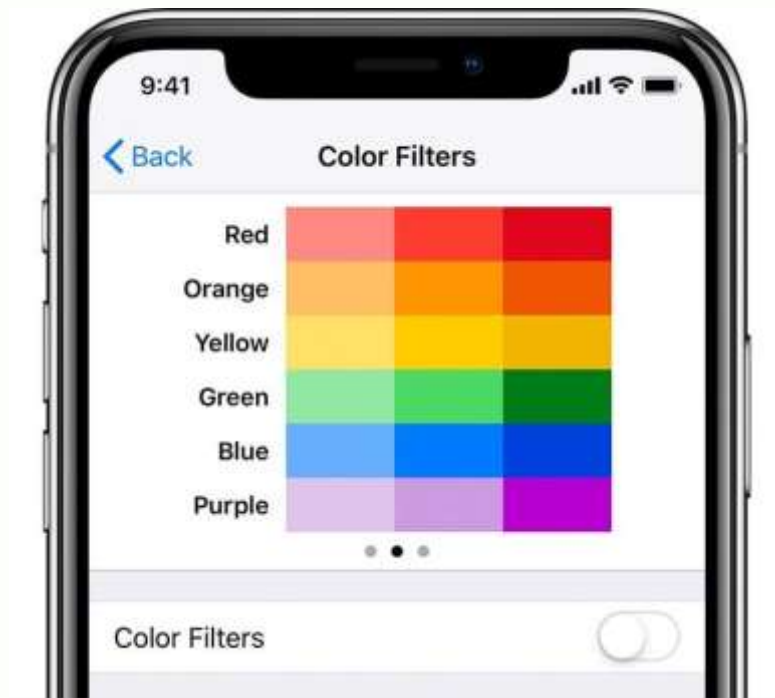 9:41
Back
Color Filters
Red
Orange
Yellow
Green
Blue
Purple
Color Filters